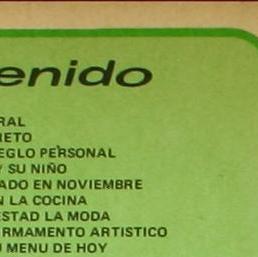 enido
RAL
RETO
EGLO PERSONAL
Y SU NIÑO
ADO EN NOVIEMBRE
N LA COCINA
ESTAD LA MODA
RMAMENTO ARTISTICO
U MENU DE HOY